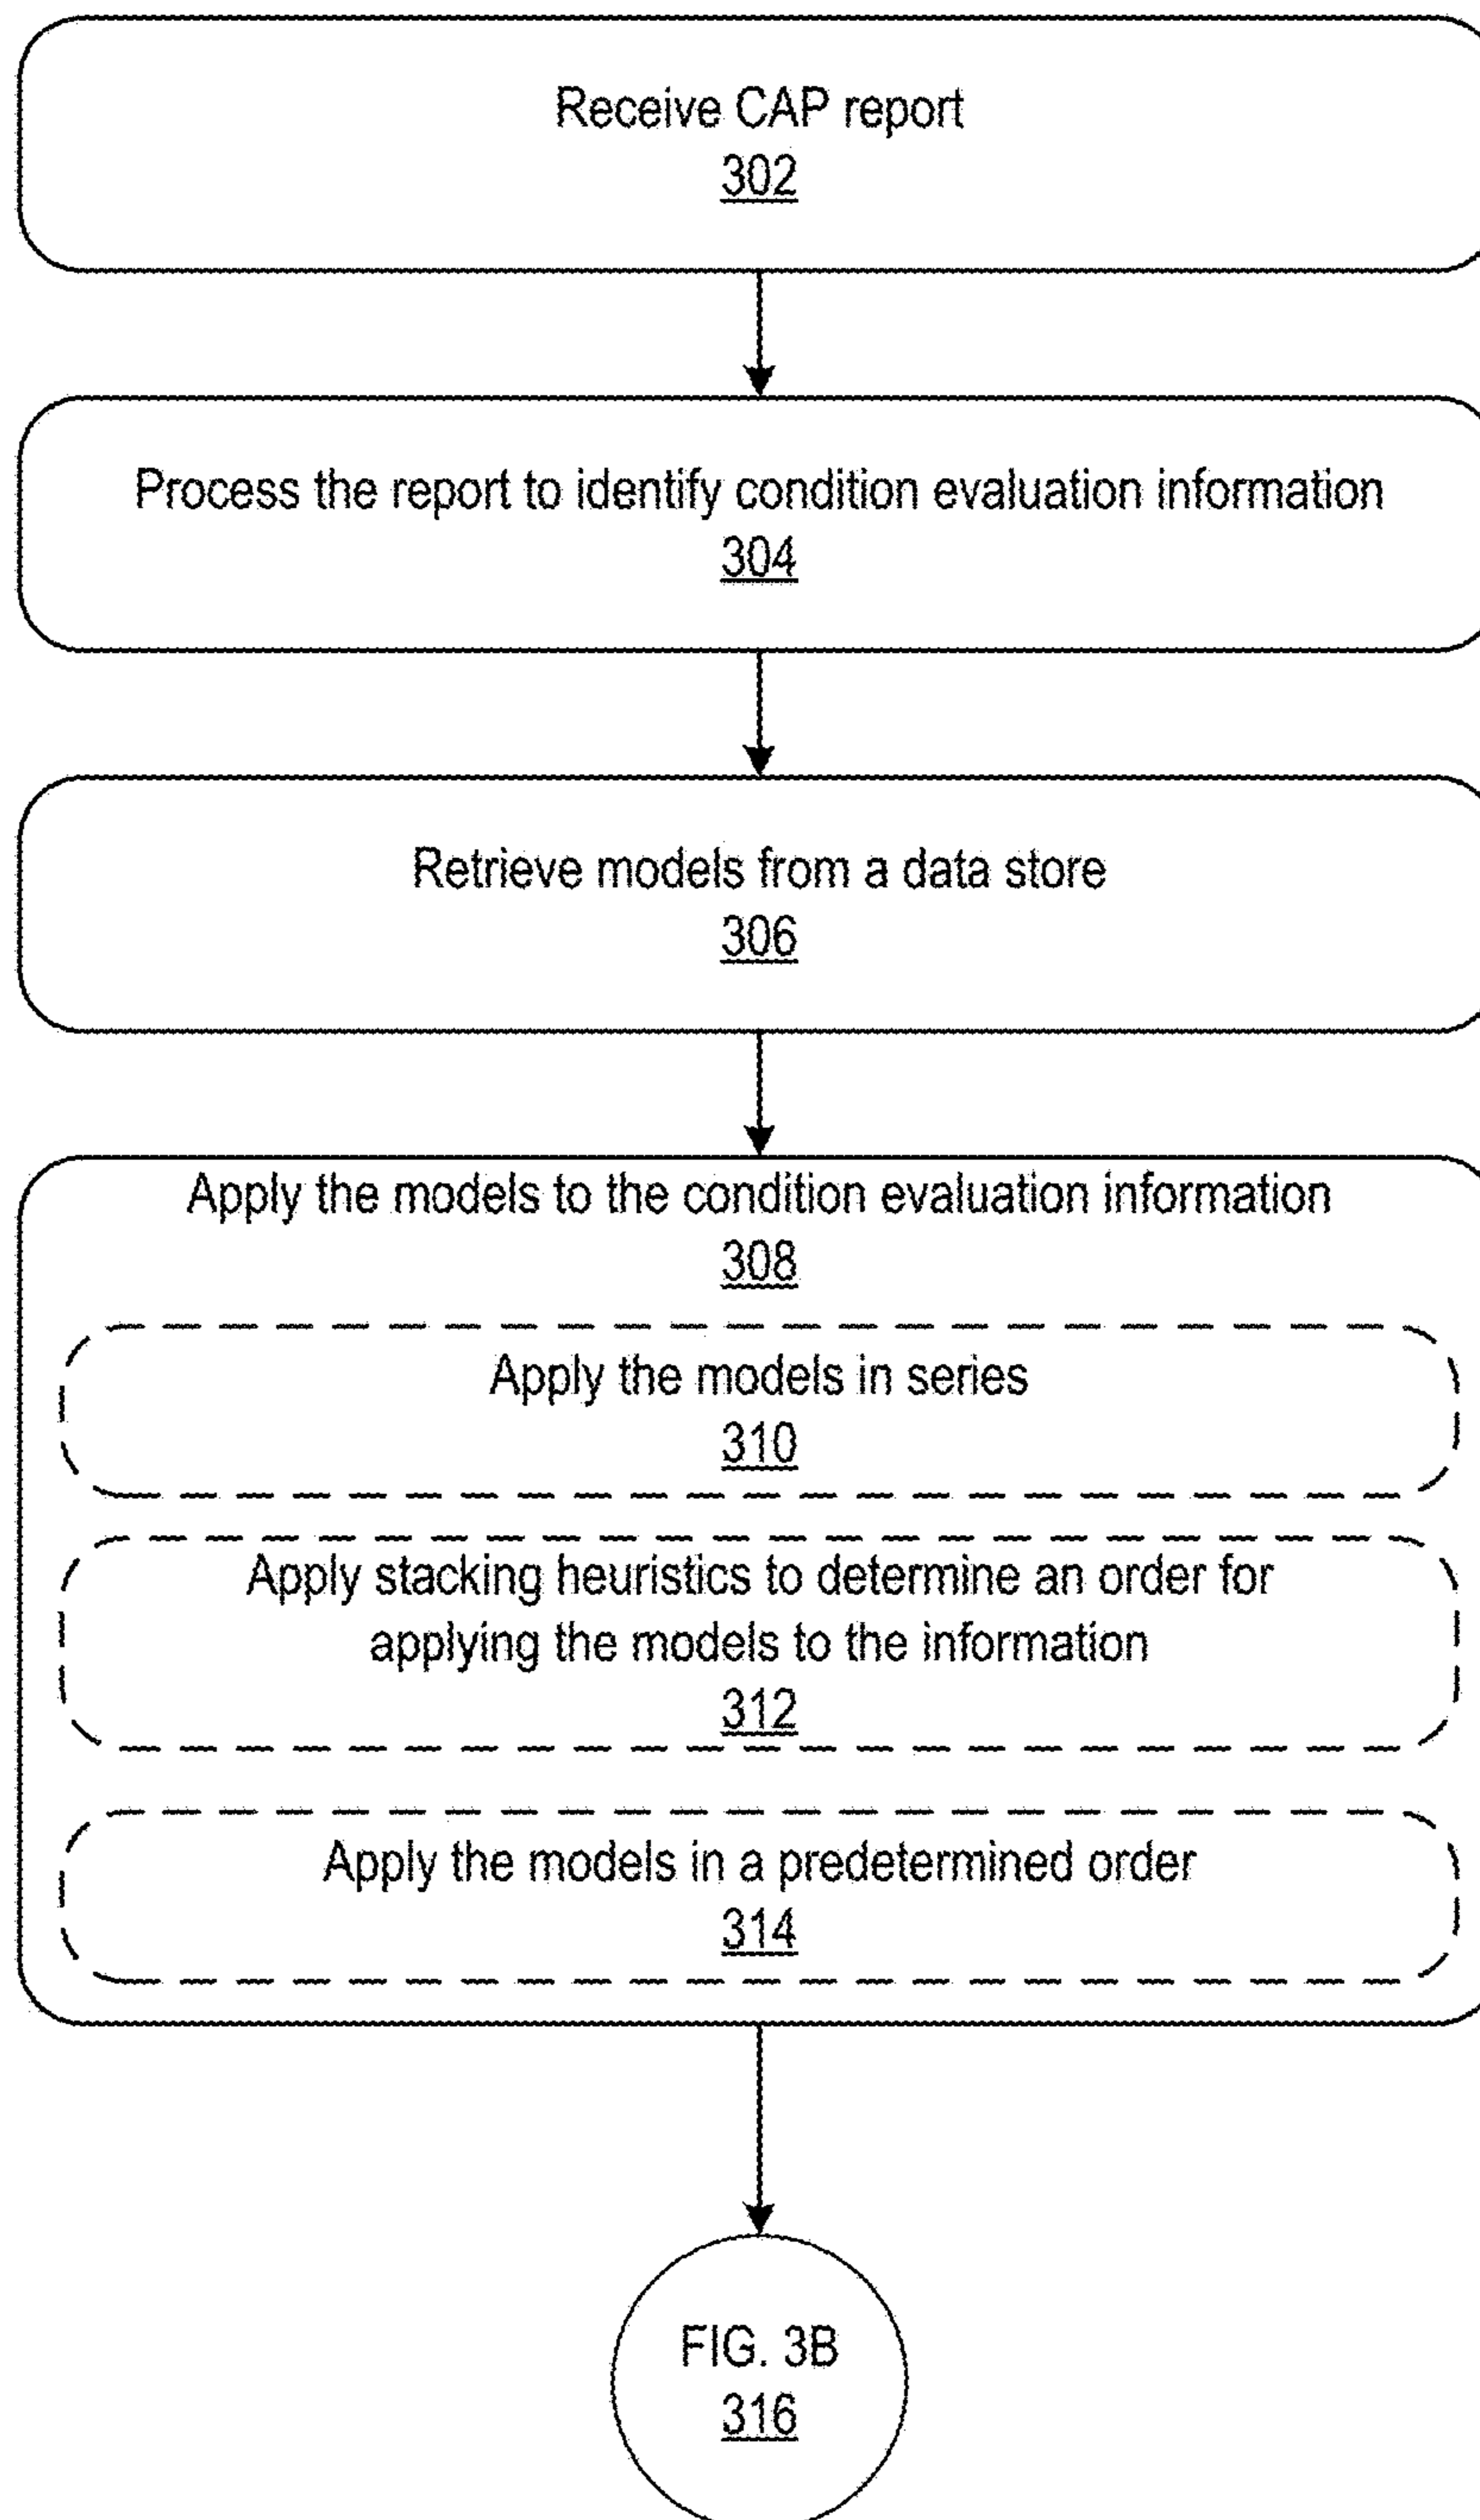 Receive CAP report
302
Process the report to identify condition evaluation information
304
Retrieve models from a data store
306
Apply the models to the condition evaluation information
308
Apply the models in series
310
Apply stacking heuristics to determine an order for
applying the models to the information
312
Apply the models in a predetermined order
314
FIG. 3B
316